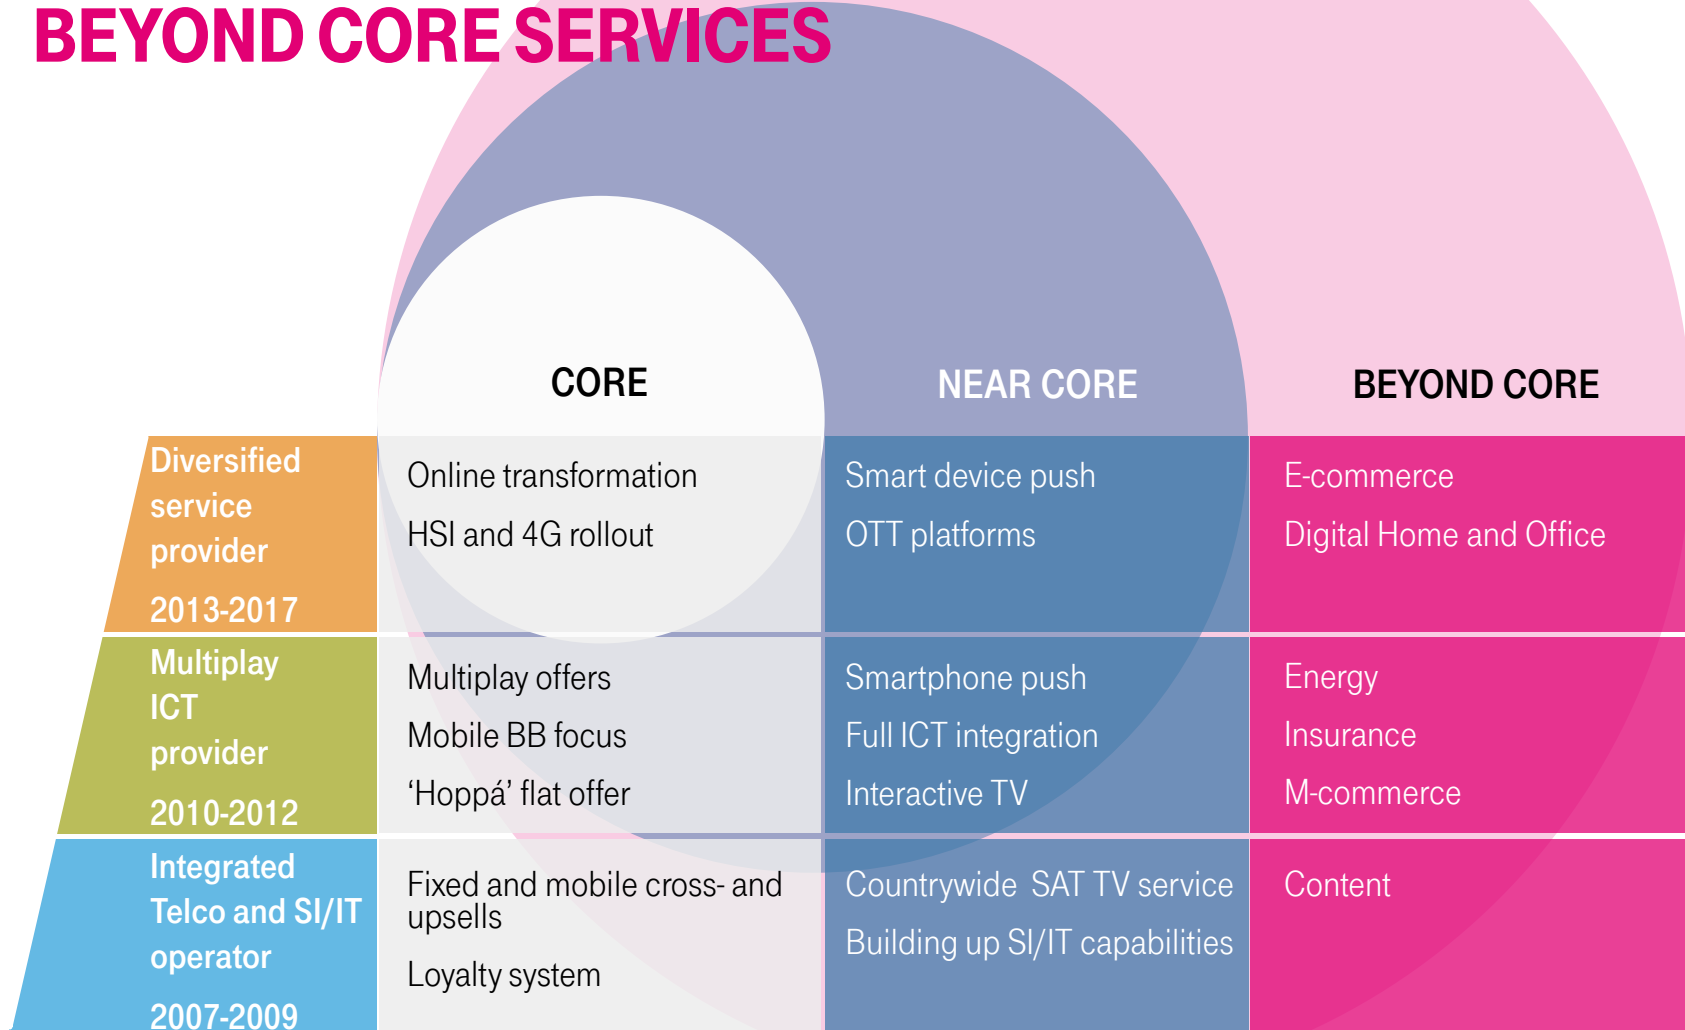 BEYOND CORE SERVICES
CORE
NEAR CORE
BEYOND CORE
Diversified
service
provider
2013-2017
Online transformation
HSI and 4G rollout
Smart device push
OTT platforms
E-commerce
Digital Home and Office
Multiplay
ICT
provider
2010-2012
Multiplay offers
Mobile BB focus
‘Hoppá’ flat offer
Smartphone push
Full ICT integration
Interactive TV
Energy
Insurance
M-commerce
Integrated
Telco and SI/IT
operator
2007-2009
Fixed and mobile cross- and
upsells
Loyalty system
Countrywide SAT TV service
Building up SI/IT capabilities
Content